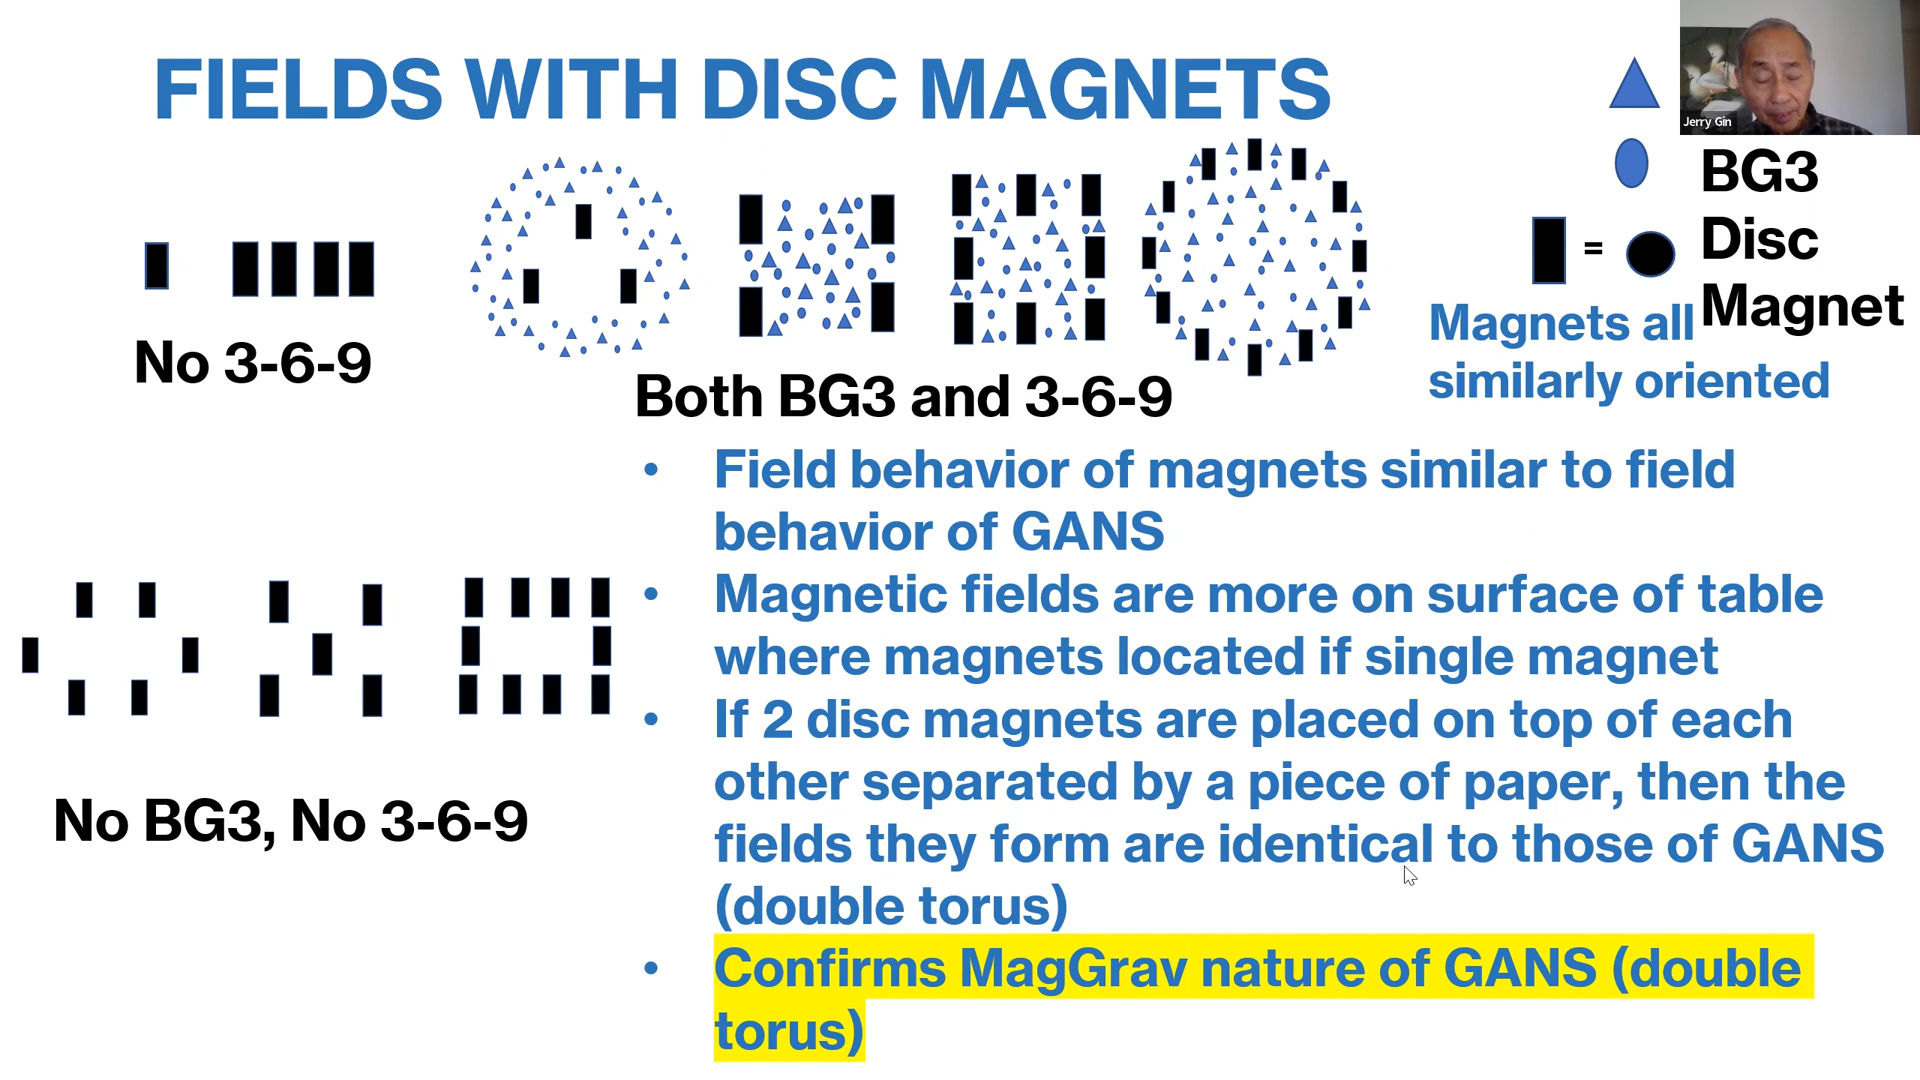 FIELDS WITH DISC MAGNETS
Jerry Gin
BG3
=
Disc
Magnet
Magnets all
similarly oriented
No 3-6-9
Both BG3 and 3-6-9
• Field behavior of magnets similar to field
behavior of GANS
• Magnetic fields are more on surface of table
where magnets located if single magnet
• If 2 disc magnets are placed on top of each
other separated by a piece of paper, then the
fields they form are identical to those of GANS
(double torus)
• Confirms MagGrav nature of GANS (double
torus)
No BG3, No 3-6-9